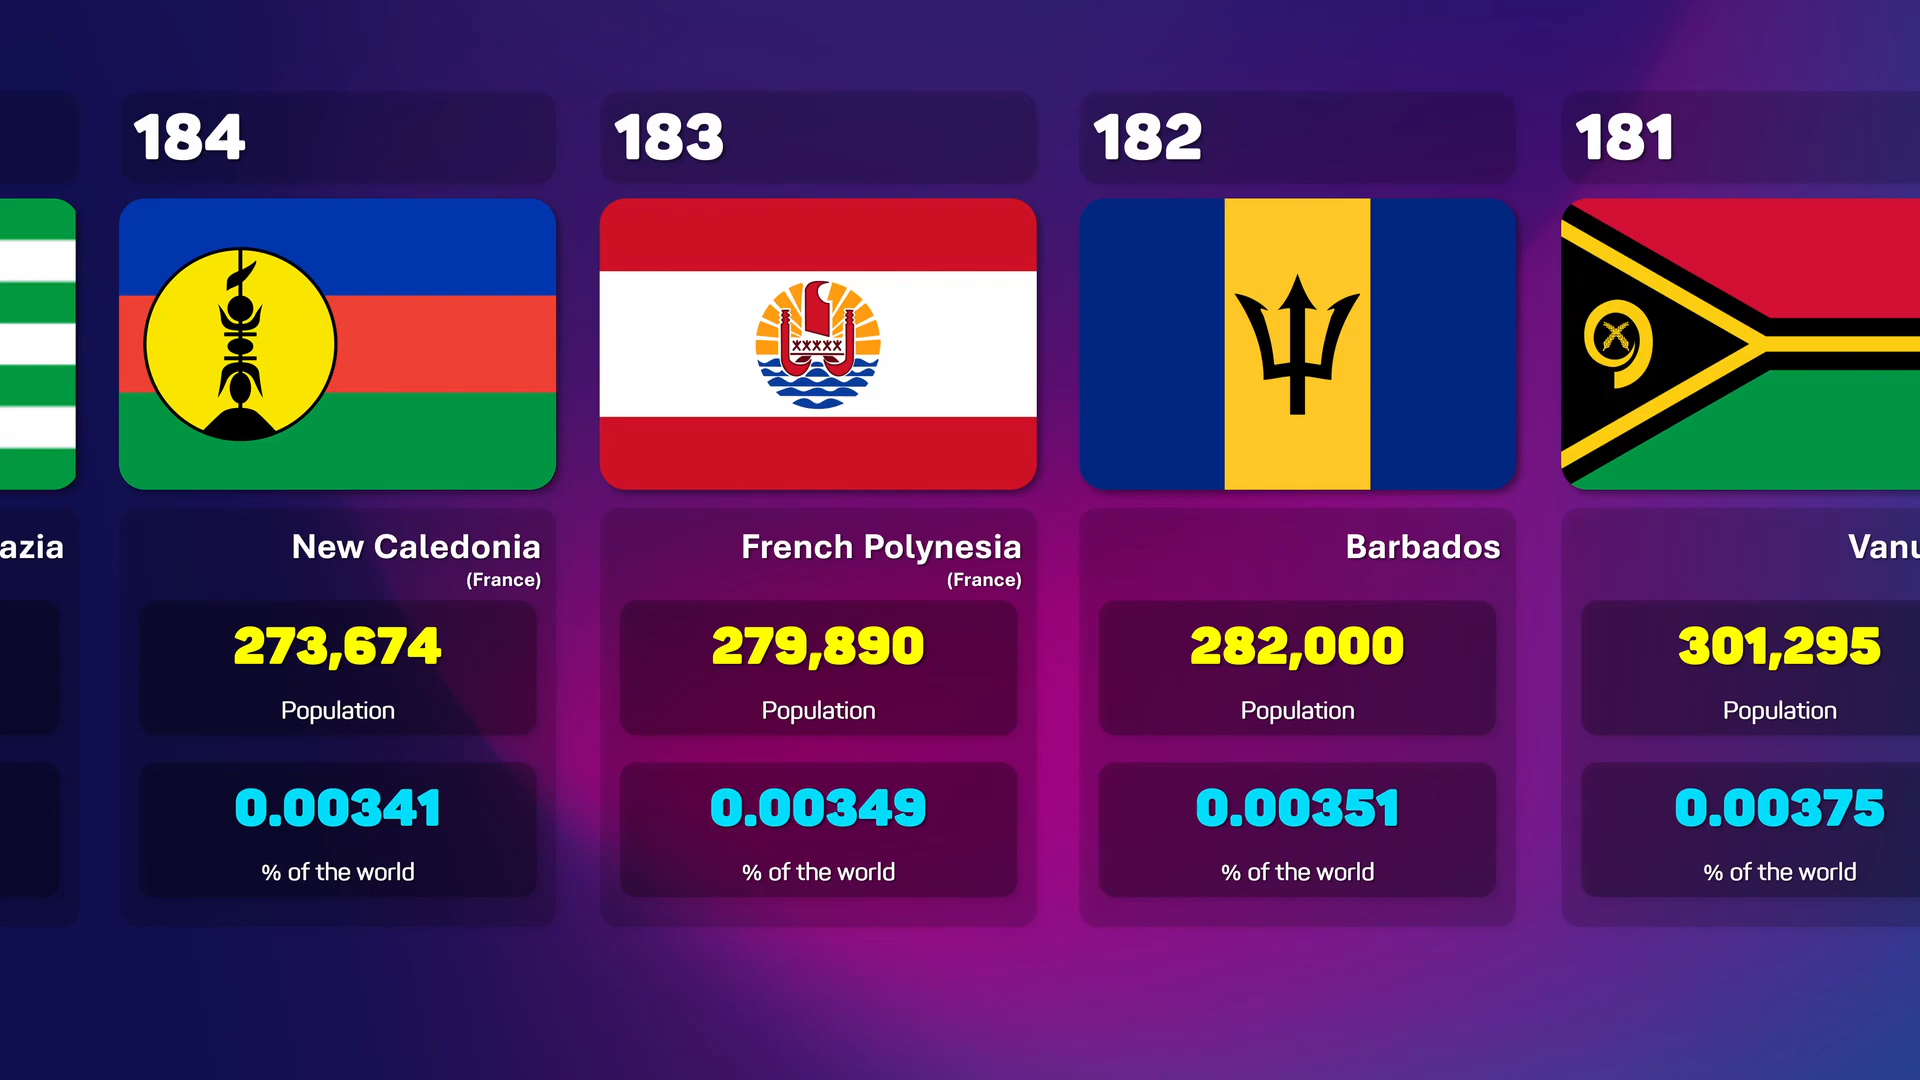 184
183
182
181
azia
New Caledonia
(France)
273,674
Population
0.00341
% of the world
French Polynesia
(France)
279,890
Population
0.00349
% of the world
Barbados
282,000
Population
0.00351
% of the world
Vanu
301,295
Population
0.00375
% of the world